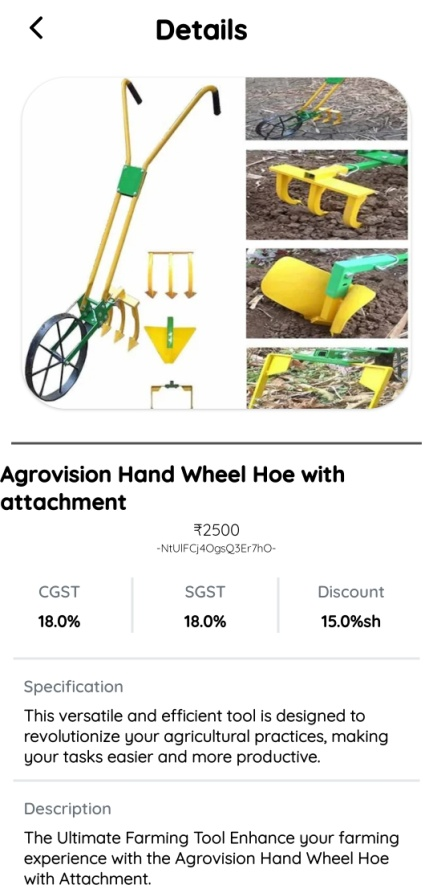 Details
Agrovision Hand Wheel Hoe with
attachment
₹2500
-NtUlFCj4OgsQ3Er7hO-
CGST
SGST
Discount
18.0%
18.0%
15.0%sh
Specification
This versatile and efficient tool is designed to
revolutionize your agricultural practices, making
your tasks easier and more productive.
Description
The Ultimate Farming Tool Enhance your farming
experience with the Agrovision Hand Wheel Hoe
with Attachment.